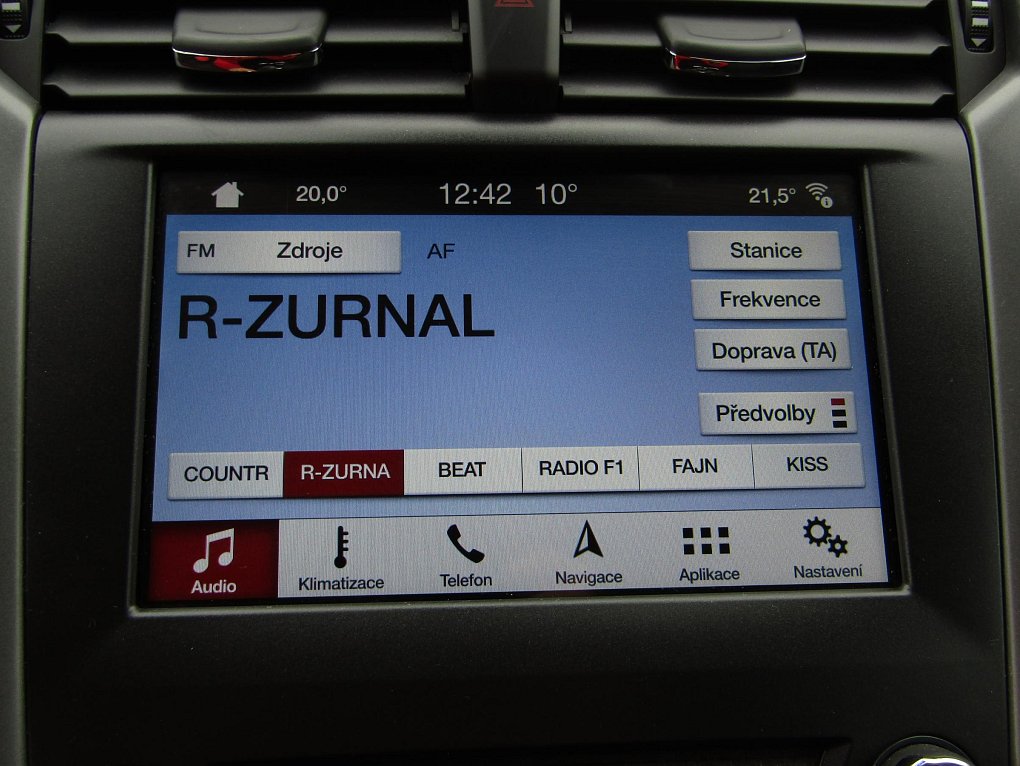 20,0° 12:42 10° 21,5°
FM Zdroje AF Stanice
R-ZURNAL
Frekvence
Doprava (TA)
Předvolby
COUNTR R-ZURNA BEAT RADIO F1 FAJN KISS
Audio Klimatizace Telefon Navigace Aplikace Nastavení